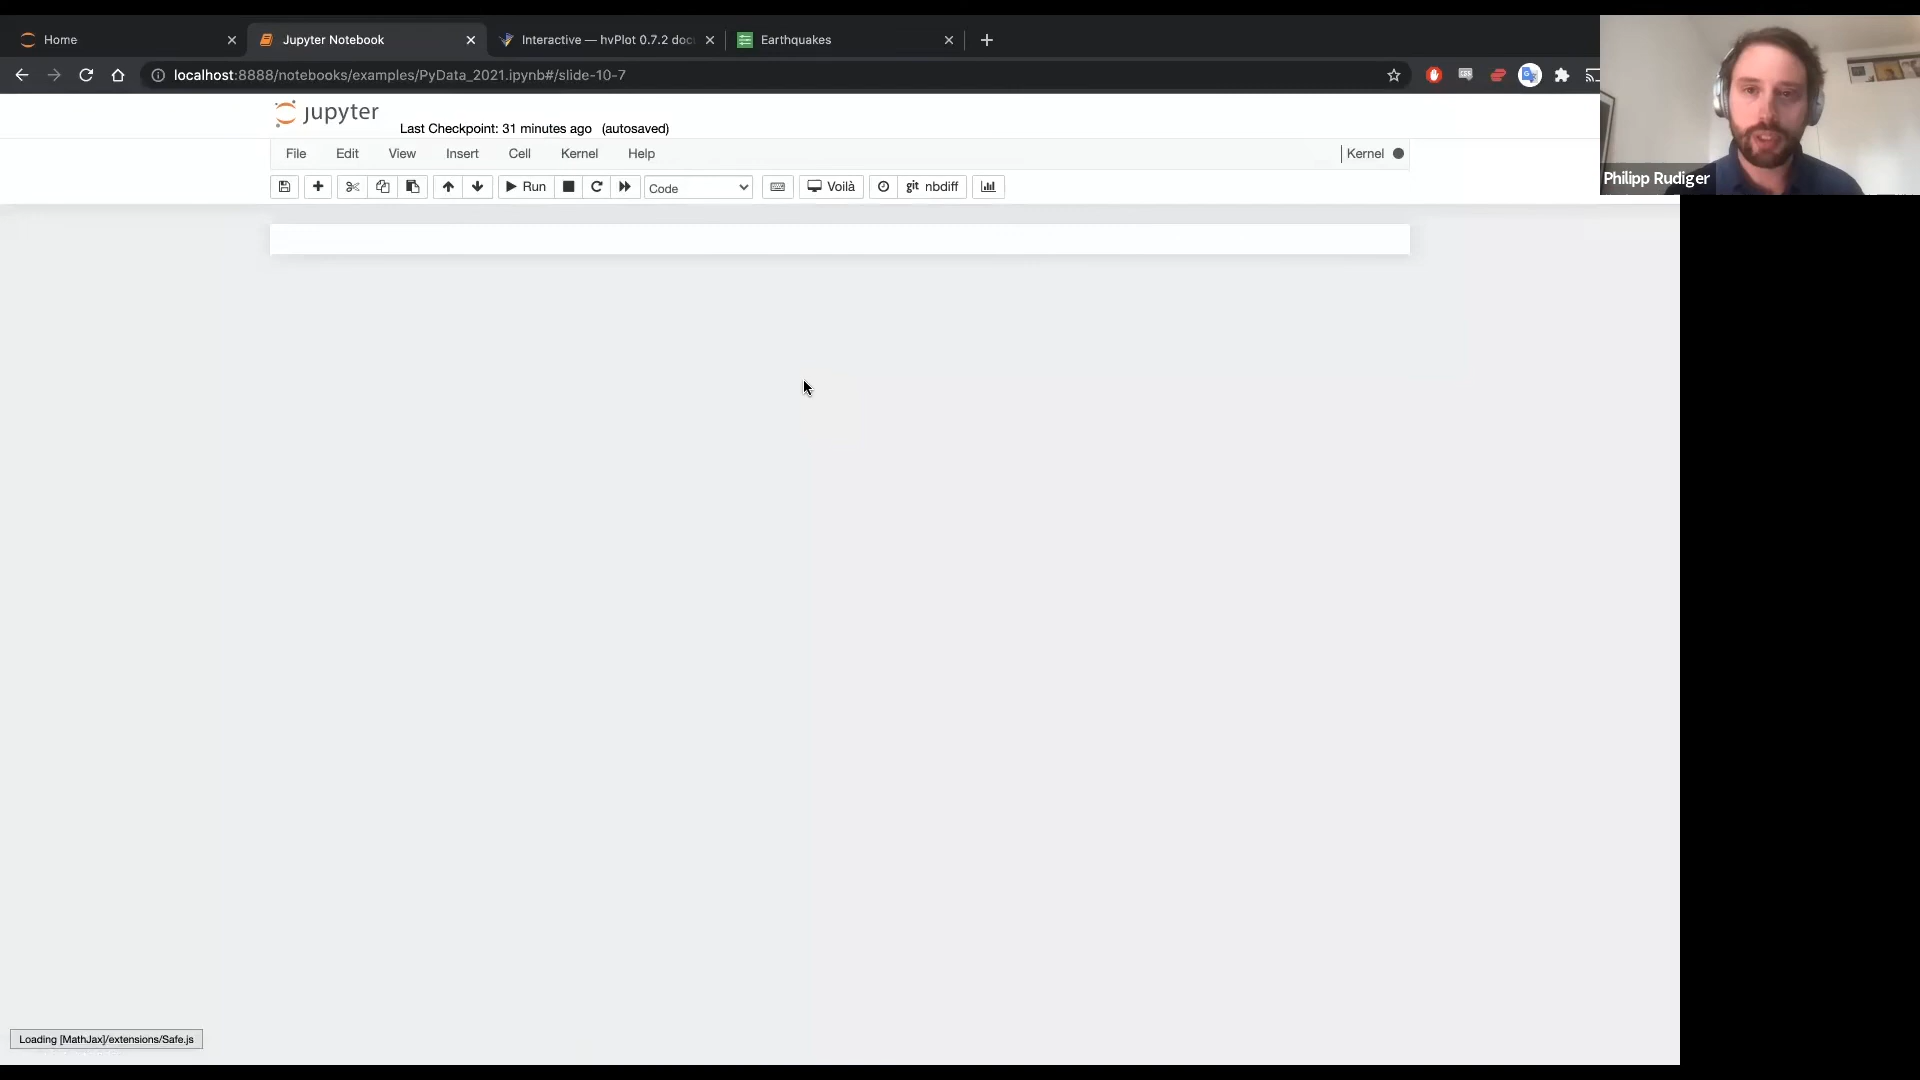 Home
Jupyter Notebook
Interactive — hvPlot 0.7.2 doc
Earthquakes
localhost:8888/notebooks/examples/PyData_2021.ipynb#/slide-10-7
jupyter
Last Checkpoint: 31 minutes ago (autosaved)
File Edit View Insert Cell Kernel Help
Kernel
Run
Code
Voilà
git nbdiff
Philipp Rudiger
Loading [MathJax]/extensions/Safe.js